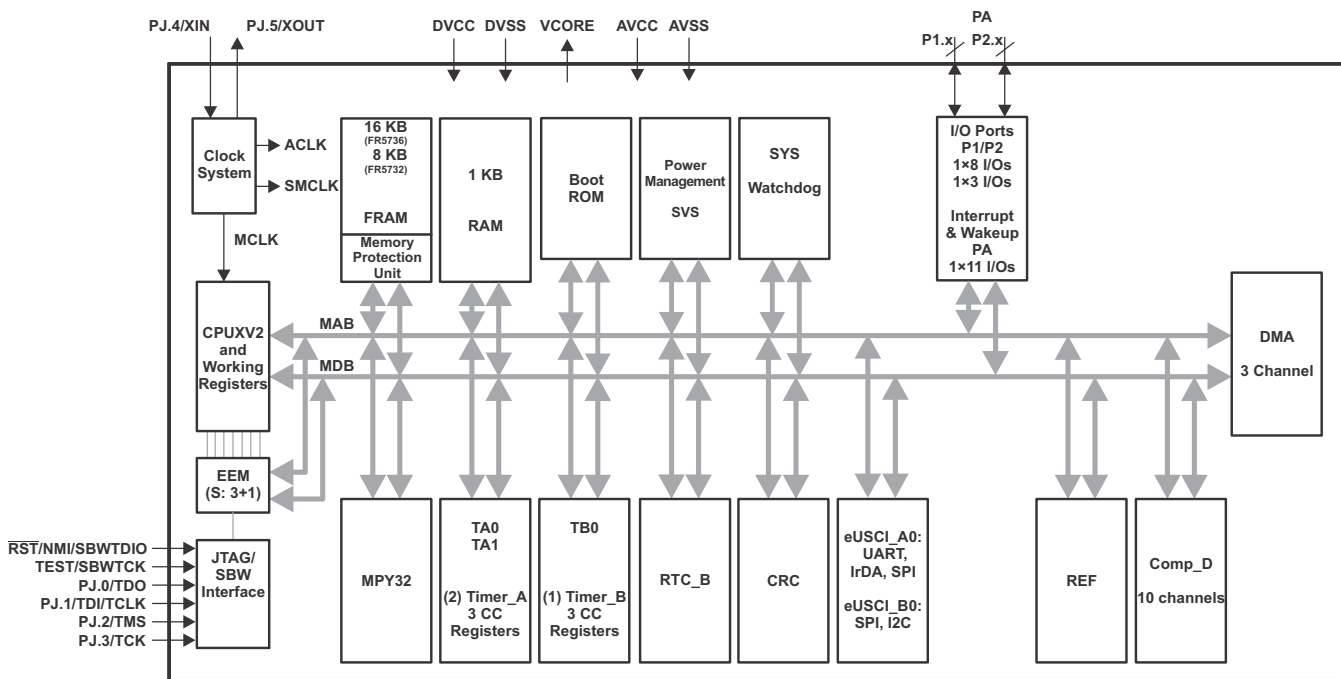 PJ.4/XIN
PJ.5/XOUT
DVCC
DVSS
VCORE
AVCC
AVSS
PA
P1.x
P2.x
Clock
System
ACLK
SMCLK
MCLK
16 KB
(FR5736)
8 KB
(FR5732)
FRAM
Memory
Protection
Unit
1 KB
RAM
Boot
ROM
Power
Management
SVS
SYS
Watchdog
I/O Ports
P1/P2
1×8 I/Os
1×3 I/Os
Interrupt
& Wakeup
PA
1×11 I/Os
CPUXV2
and
Working
Registers
MAB
MDB
DMA
3 Channel
EEM
(S: 3+1)
RST/NMI/SBWTDIO
TEST/SBWTCK
PJ.0/TDO
PJ.1/TDI/TCLK
PJ.2/TMS
PJ.3/TCK
JTAG/
SBW
Interface
MPY32
TA0
TA1
(2) Timer_A
3 CC
Registers
TB0
(1) Timer_B
3 CC
Registers
RTC_B
CRC
eUSCI_A0:
UART,
IrDA, SPI
eUSCI_B0:
SPI, I2C
REF
Comp_D
10 channels